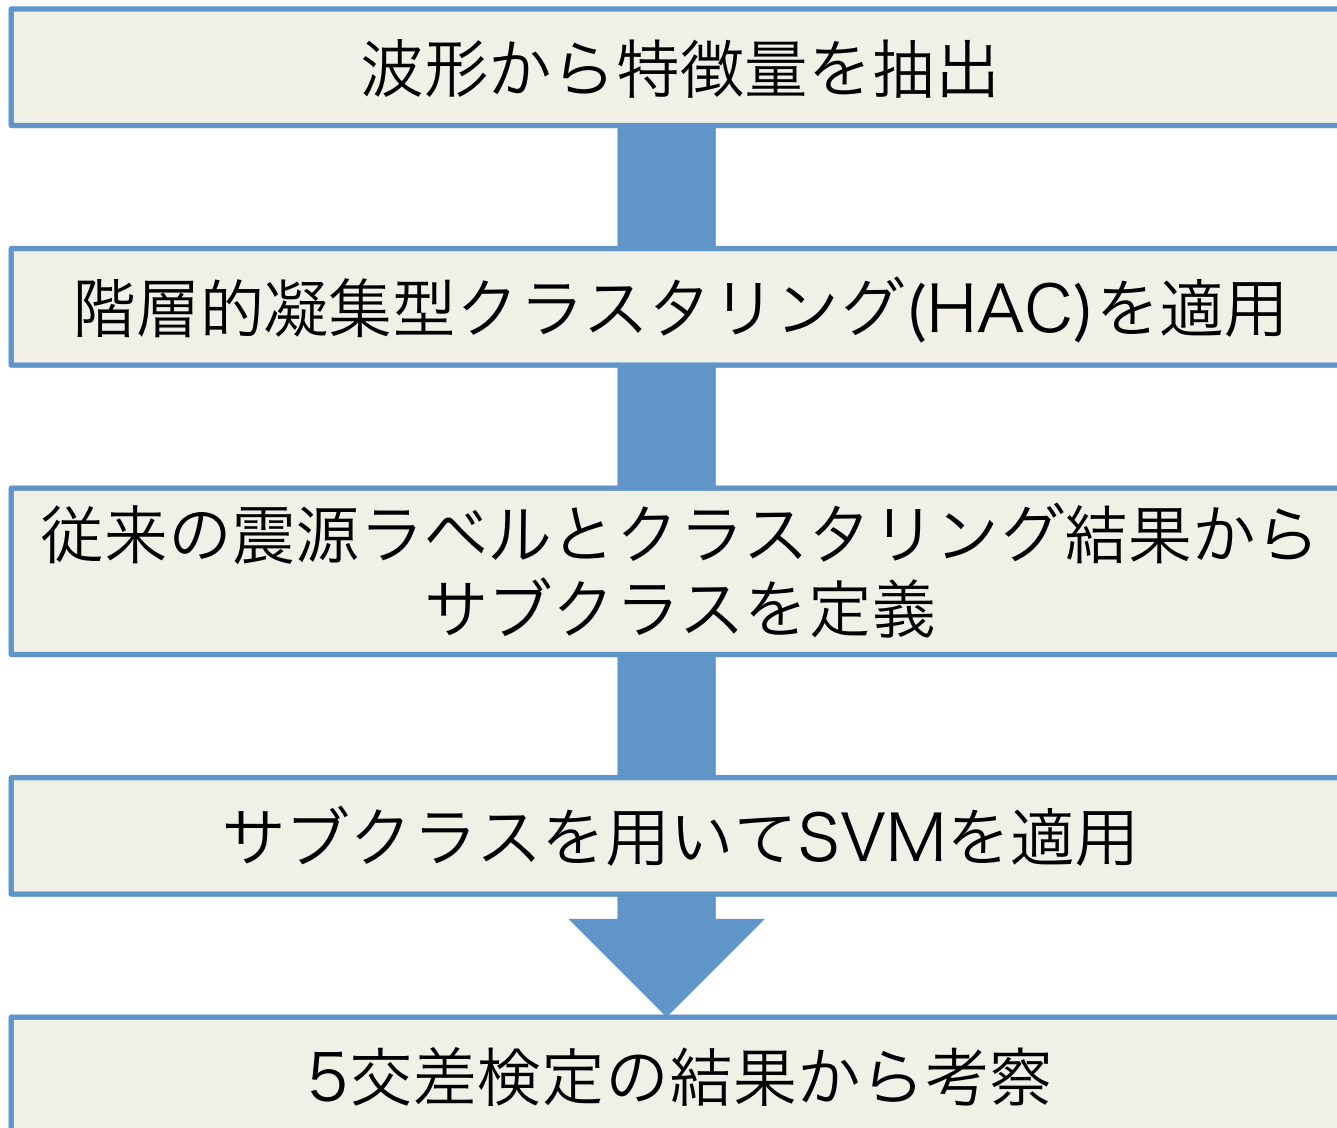 波形から特徴量を抽出
階層的凝集型クラスタリング(HAC)を適用
従来の震源ラベルとクラスタリング結果から
サブクラスを定義
サブクラスを用いてSVMを適用
5交差検定の結果から考察